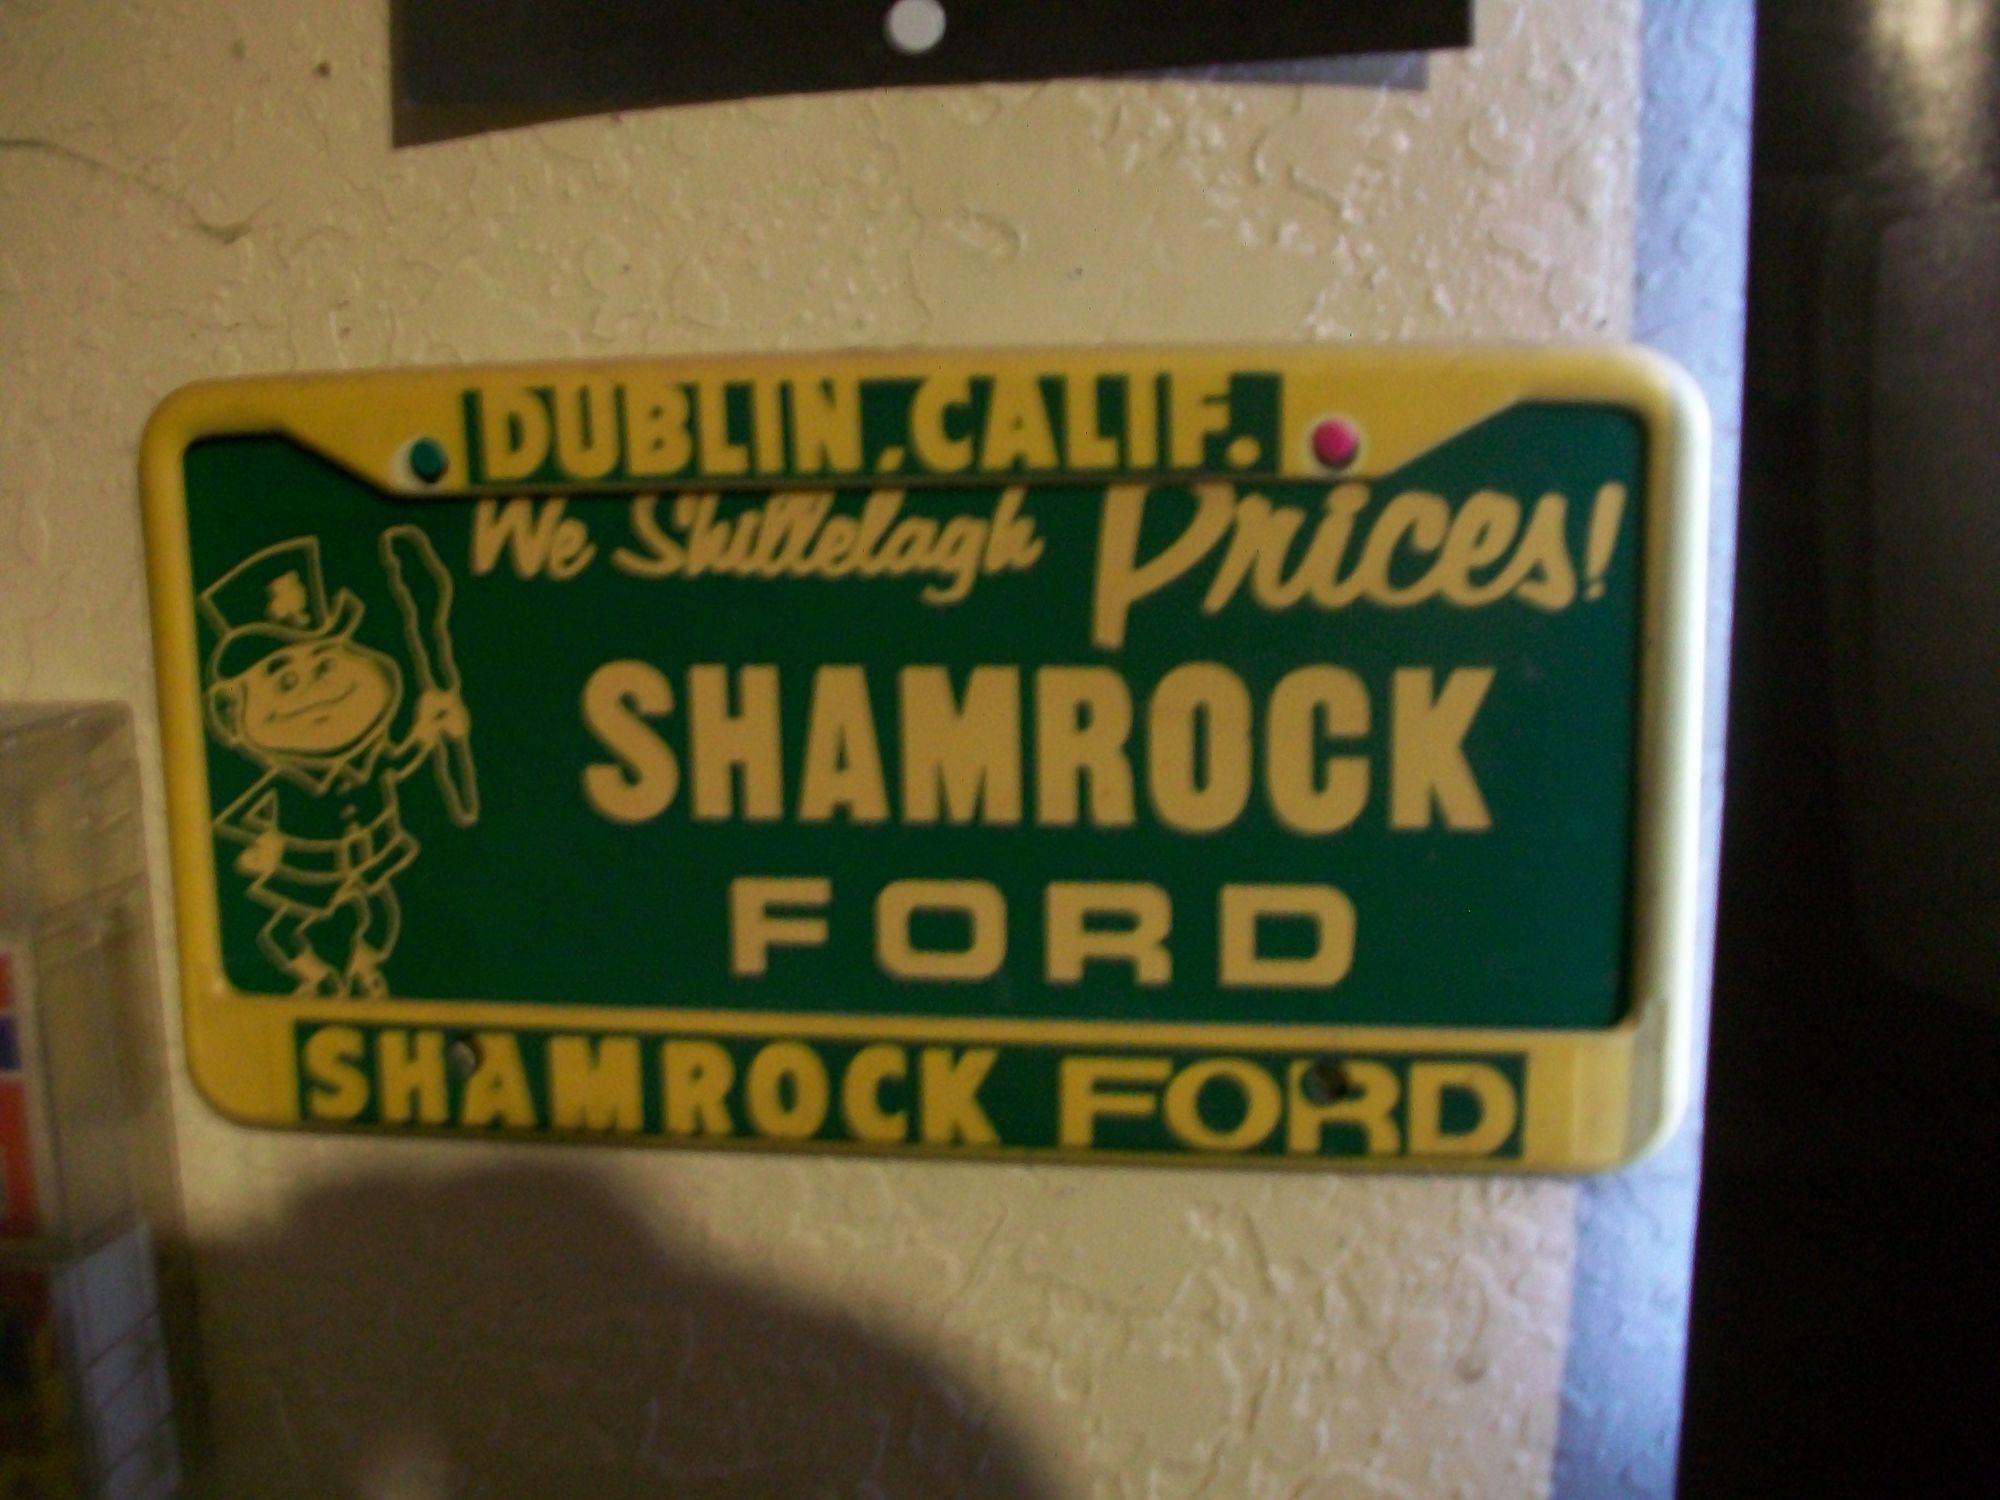 DUBLIN, CALIF.
We Shillelagh Prices!
SHAMROCK
FORD
SHAMROCK FORD